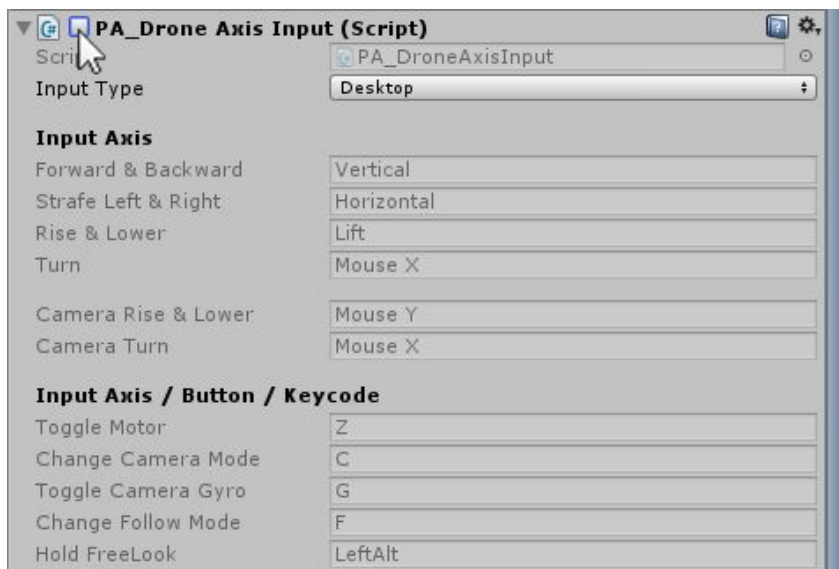 PA_Drone Axis Input (Script)
Script PA_DroneAxisInput
Input Type Desktop
Input Axis
Forward & Backward Vertical
Strafe Left & Right Horizontal
Rise & Lower Lift
Turn Mouse X
Camera Rise & Lower Mouse Y
Camera Turn Mouse X
Input Axis / Button / Keycode
Toggle Motor Z
Change Camera Mode C
Toggle Camera Gyro G
Change Follow Mode F
Hold FreeLook LeftAlt